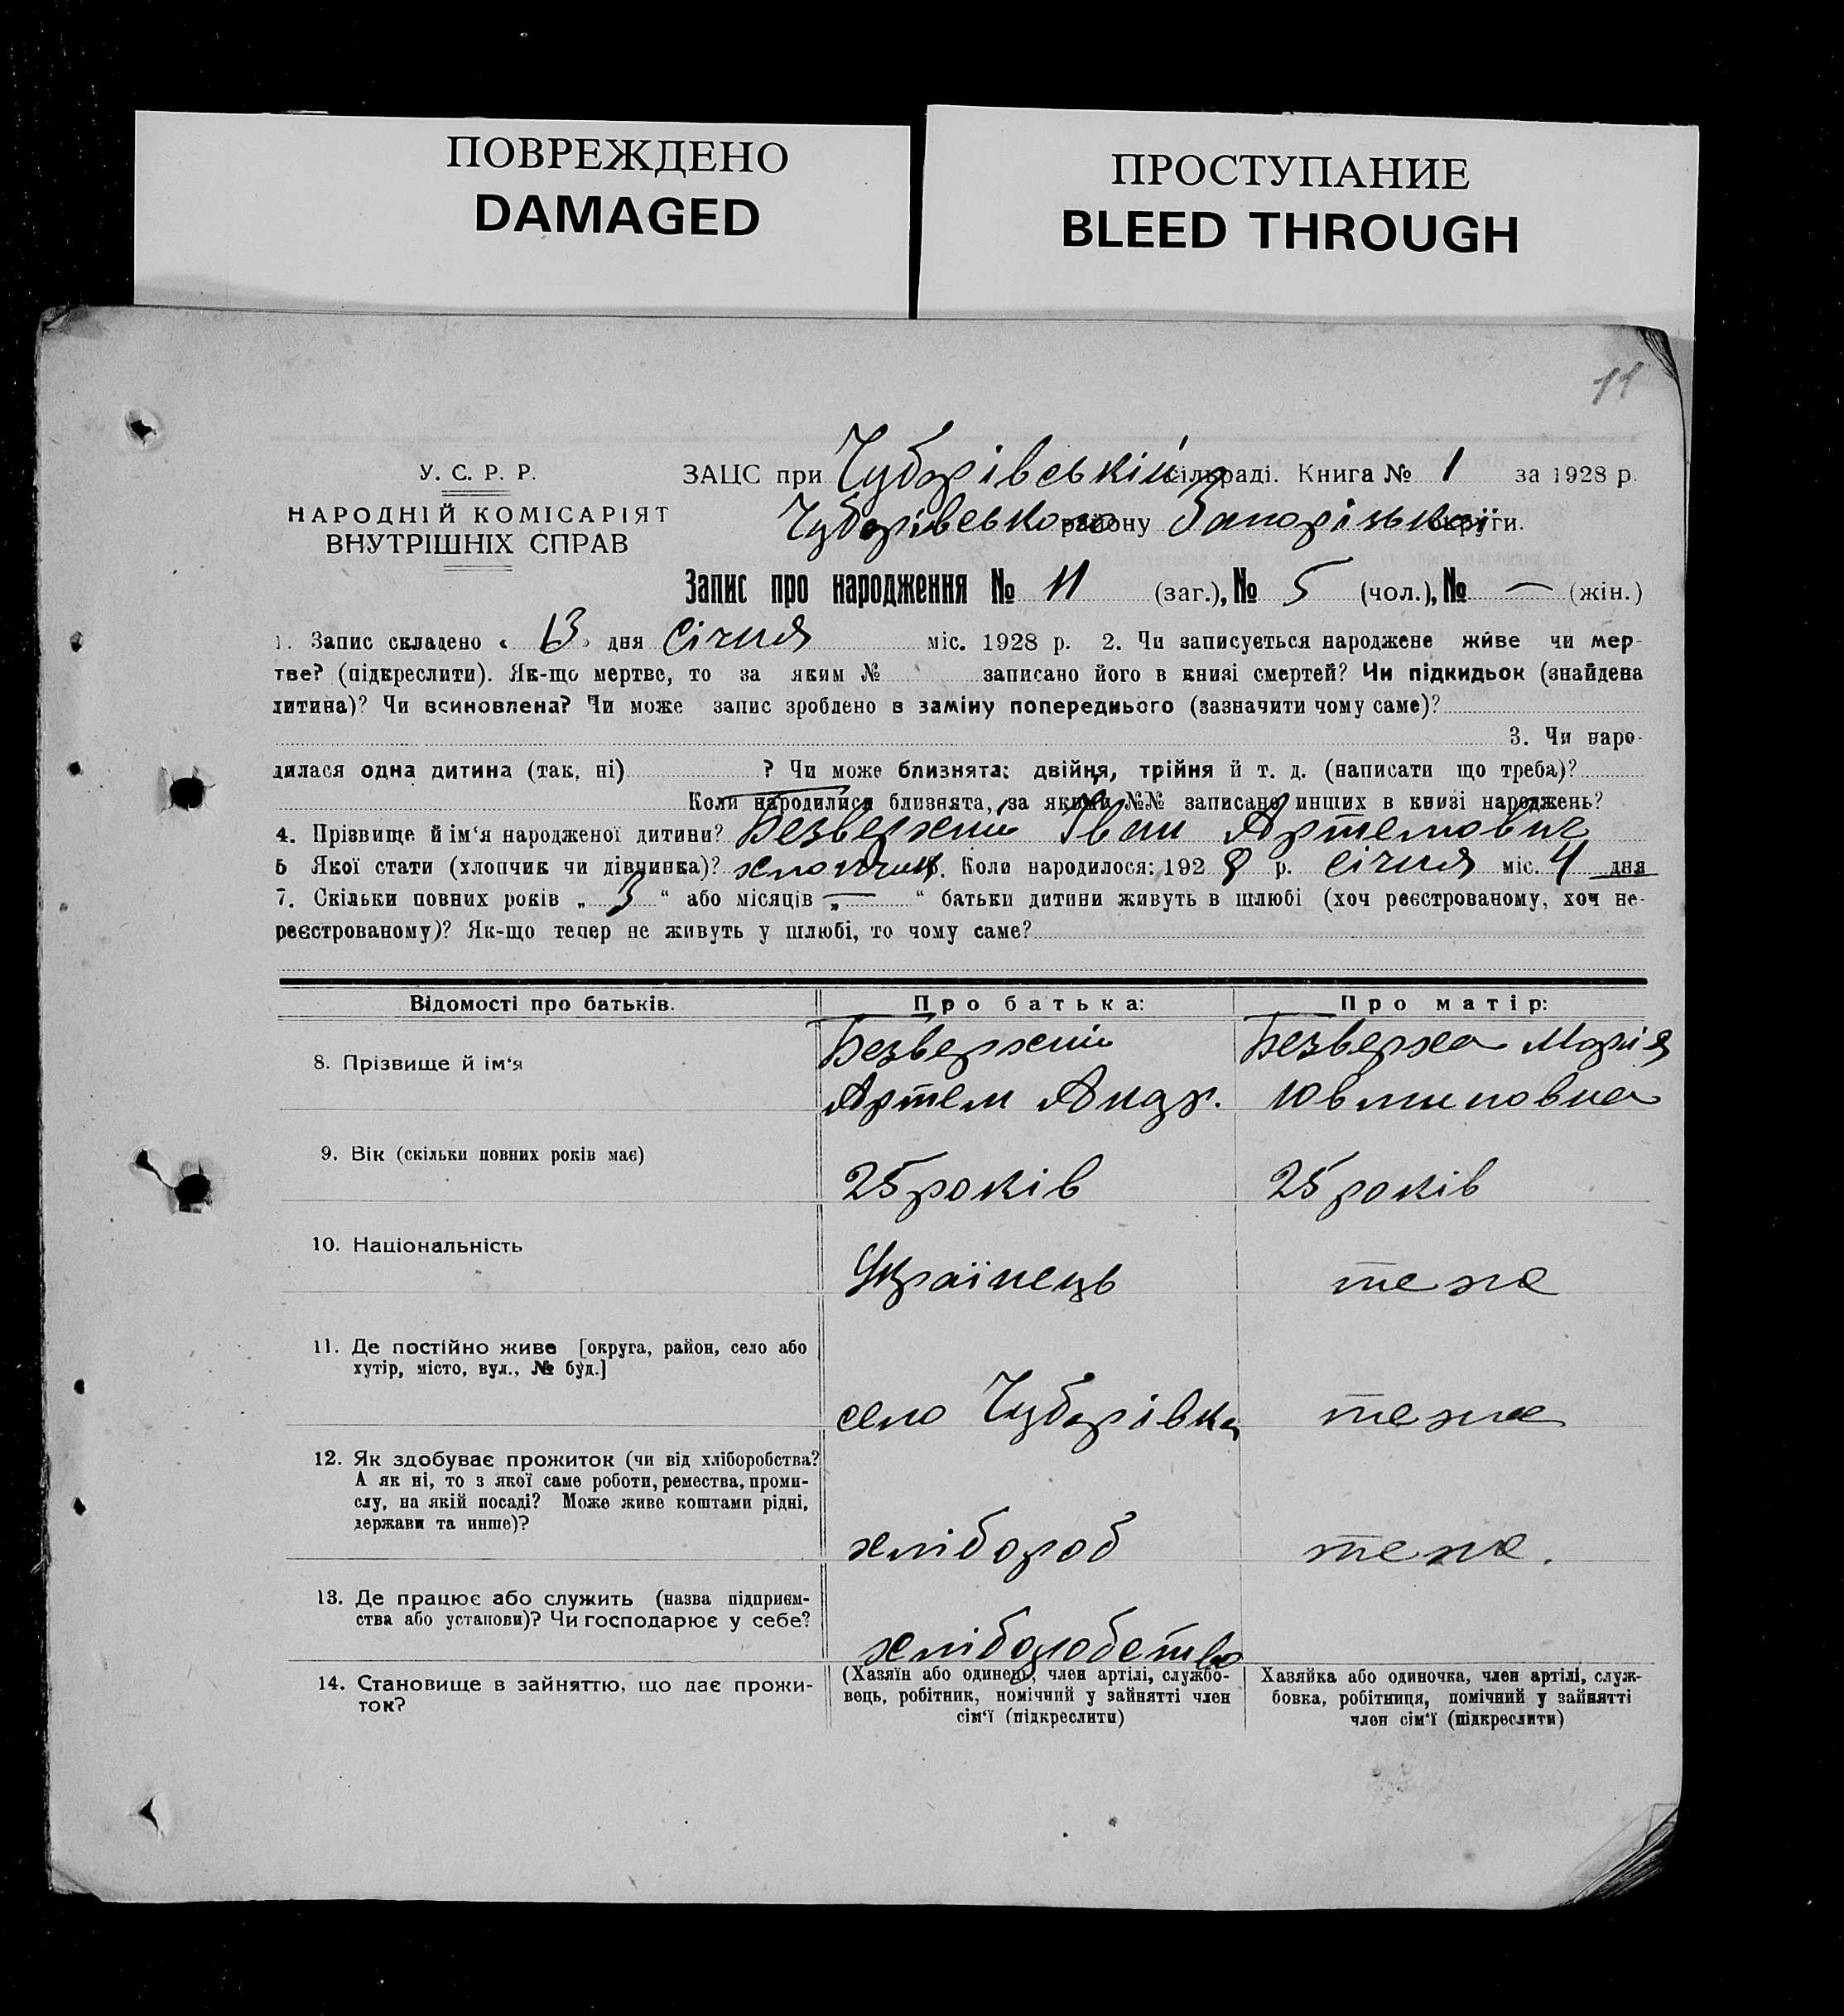 ПОВРЕЖДЕНО
DAMAGED
ПРОСТУПАНИЕ
BLEED THROUGH
11
У. С. Р. Р.
НАРОДНІЙ КОМІСАРІЯТ
ВНУТРІШНІХ СПРАВ
ЗАЦС при Чубарівській сільраді. Книга № 1 за 1928 р.
Чубарівського району Запорізької округи.
Запис про народження № 11 (заг.), № 5 (чол.), № — (жін.)
1. Запис складено « 13 » дня січня міс. 1928 р. 2. Чи записується народжене живе чи мер-
тве? (підкреслити). Як-що мертве, то за яким № записано його в книзі смертей? Чи підкидьок (знайдена
дитина)? Чи всиновлена? Чи може запис зроблено в заміну попереднього (зазначити чому саме)?
3. Чи наро-
дилася одна дитина (так, ні) ? Чи може близнята: двійня, трійня й т. д. (написати що треба)?
Коли народилися близнята, за якими №№ записано инших в книзі народжень?
4. Прізвище й ім‘я народженої дитини? Безверхий Іван Артемович
5 Якої стати (хлопчик чи дівчинка)? хлопчик 6. Коли народилося: 1928 р. січня міс. 4 дня
7. Скільки повних років „ 3 “ або місяців „ — “ батьки дитини живуть в шлюбі (хоч реєстрованому, хоч не-
реєстрованому)? Як-що тепер не живуть у шлюбі, то чому саме?
Відомості про батьків. Про батька: Про матір:
8. Прізвище й ім‘я
Безверхий Безверха Марія
Артем Андр.
9. Вік (скільки повних років має)
25 років 25 років
10. Національність
Українець теже
11. Де постійно живе [округа, район, село або
хутір, місто, вул., № буд.]
село Чубарівка теже
12. Як здобуває прожиток (чи від хліборобства?
А як ні, то з якої саме роботи, ремества, проми-
слу, на якій посаді? Може живе коштами рідні,
держави та инше)?
хлібороб теже.
13. Де працює або служить (назва підприєм-
ства або установи)? Чи господарює у себе?
хліборобство
14. Становище в зайняттю, що дає прожи-
ток?
(Хазяїн або одинець, член артілі, службо-
вець, робітник, помічний у зайнятті член
сім‘ї (підкреслити)
Хазяйка або одиночка, член артілі, служ-
бовка, робітниця, помічний у зайнятті
член сім‘ї (підкреслити)